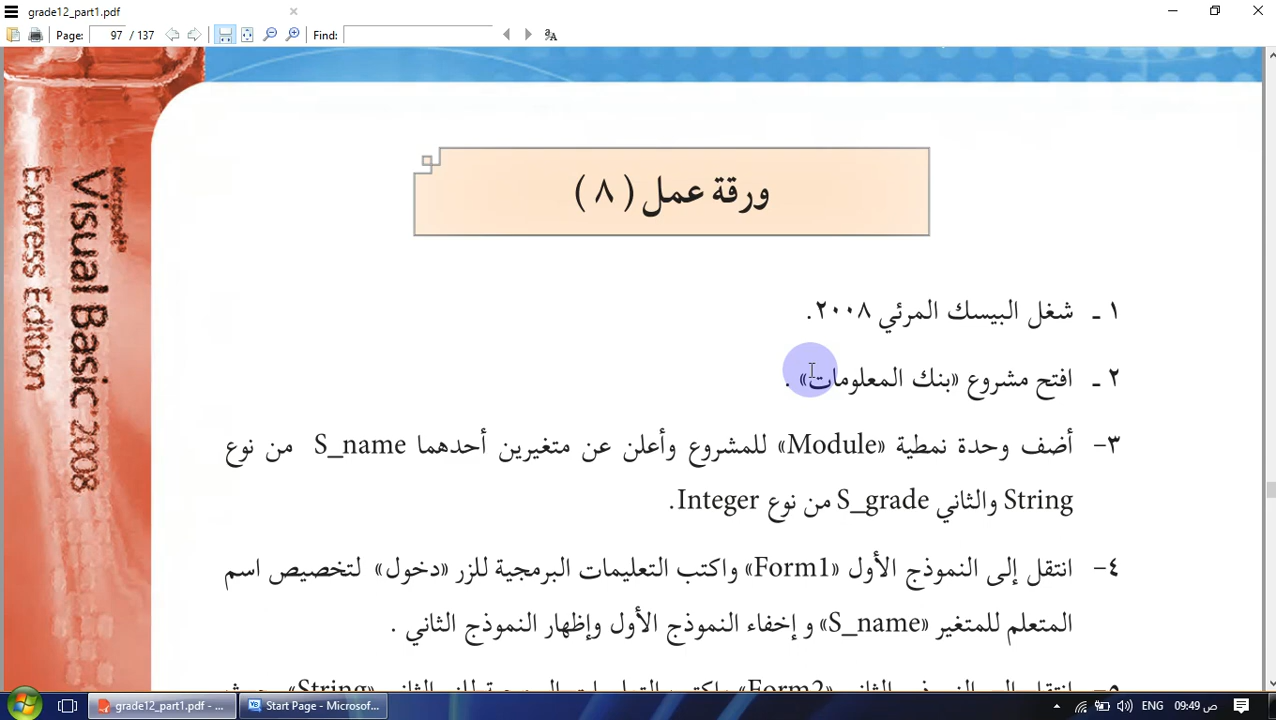 grade12_part1.pdf
Page: 97 / 137 Find:
Microsoft
Visual Basic 2008
Express Edition
ورقة عمل ( ٨ )
١ ـ شغل البيسك المرئي ٢٠٠٨.
٢ ـ افتح مشروع «بنك المعلومات» .
٣- أضف وحدة نمطية «Module» للمشروع وأعلن عن متغيرين أحدهما S_name من نوع
String والثاني S_grade من نوع Integer.
٤- انتقل إلى النموذج الأول «Form1» واكتب التعليمات البرمجية للزر «دخول» لتخصيص اسم
المتعلم للمتغير «S_name» و إخفاء النموذج الأول وإظهار النموذج الثاني .
grade12_part1.pdf - ...
Start Page - Microsof...
ENG 09:49 ص